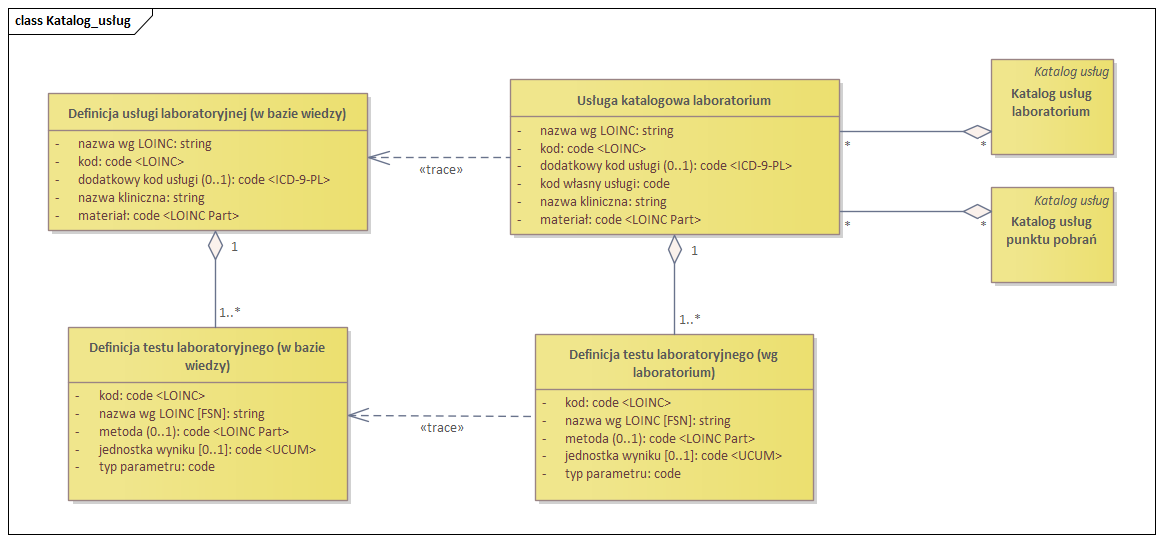 class Katalog_usług
Definicja usługi laboratoryjnej (w bazie wiedzy)
- nazwa wg LOINC: string
- kod: code <LOINC>
- dodatkowy kod usługi (0..1): code <ICD-9-PL>
- nazwa kliniczna: string
- materiał: code <LOINC Part>
«trace»
Usługa katalogowa laboratorium
- nazwa wg LOINC: string
- kod: code <LOINC>
- dodatkowy kod usługi (0..1): code <ICD-9-PL>
- kod własny usługi: code
- nazwa kliniczna: string
- materiał: code <LOINC Part>
* *
Katalog usług
Katalog usług
laboratorium
* *
Katalog usług
Katalog usług
punktu pobrań
1
1..*
1
1..*
Definicja testu laboratoryjnego (w bazie
wiedzy)
- kod: code <LOINC>
- nazwa wg LOINC [FSN]: string
- metoda (0..1): code <LOINC Part>
- jednostka wyniku [0..1]: code <UCUM>
- typ parametru: code
«trace»
Definicja testu laboratoryjnego (wg
laboratorium)
- kod: code <LOINC>
- nazwa wg LOINC [FSN]: string
- metoda (0..1): code <LOINC Part>
- jednostka wyniku [0..1]: code <UCUM>
- typ parametru: code